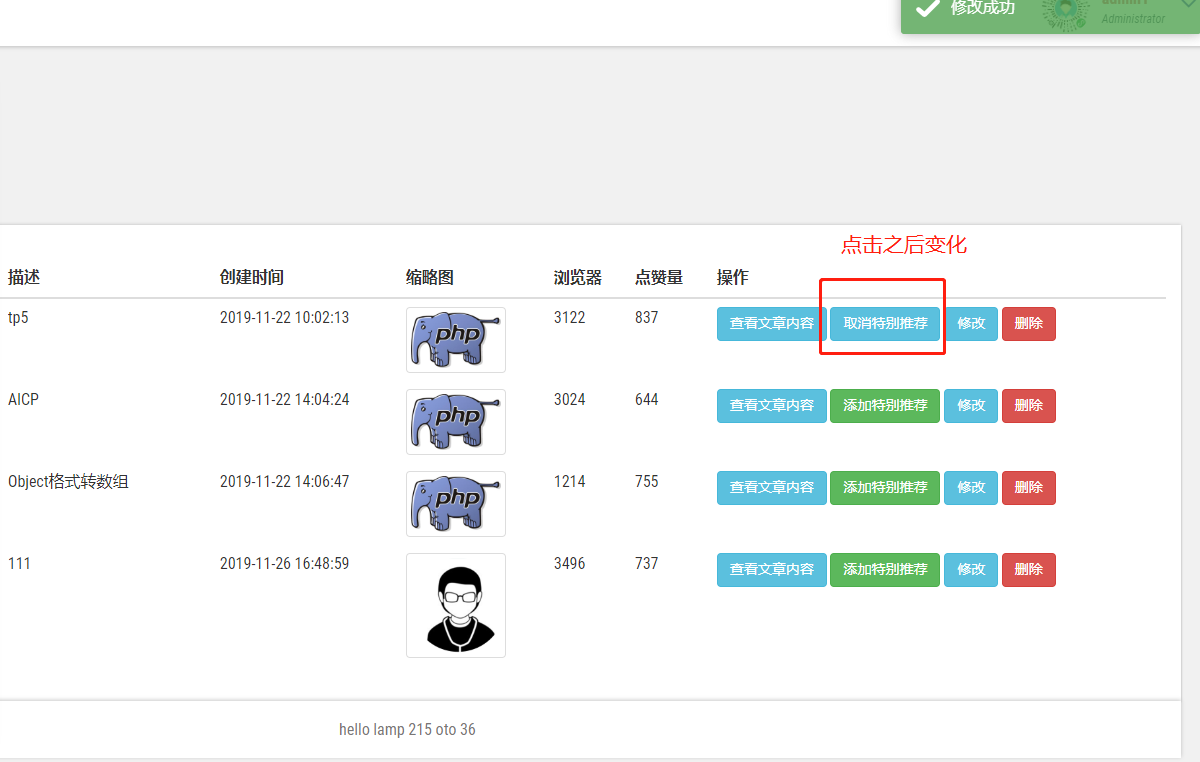 修改成功
Administrator
点击之后变化
描述 创建时间 缩略图 浏览器 点赞量 操作
tp5 2019-11-22 10:02:13 php 3122 837 查看文章内容 取消特别推荐 修改 删除
AICP 2019-11-22 14:04:24 php 3024 644 查看文章内容 添加特别推荐 修改 删除
Object格式转数组 2019-11-22 14:06:47 php 1214 755 查看文章内容 添加特别推荐 修改 删除
111 2019-11-26 16:48:59 3496 737 查看文章内容 添加特别推荐 修改 删除
hello lamp 215 oto 36